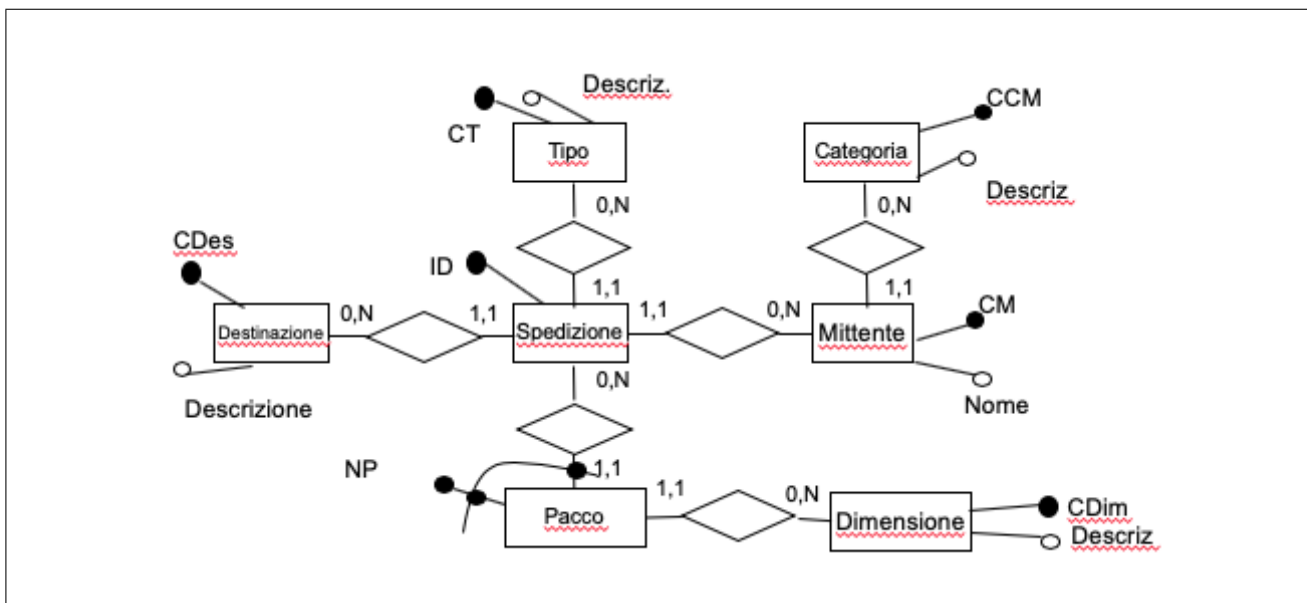 Descriz.
CT
Tipo
0,N
1,1
CCM
Categoria
Descriz
0,N
1,1
CDes
ID
Destinazione
0,N
1,1
Spedizione
1,1
0,N
Mittente
CM
Nome
Descrizione
0,N
NP
1,1
Pacco
1,1
0,N
Dimensione
CDim
Descriz